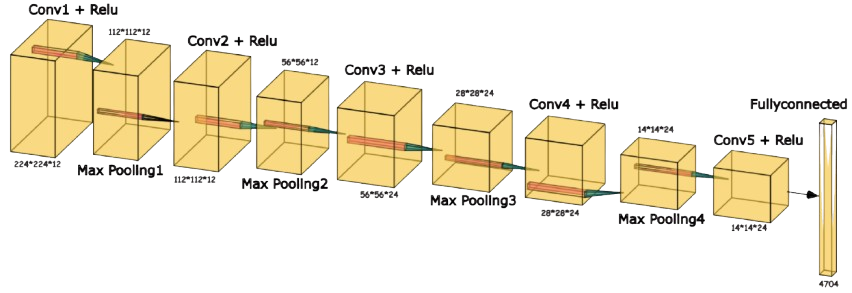 Conv1 + Relu
224*224*12
112*112*12
Max Pooling1
Conv2 + Relu
112*112*12
56*56*12
Max Pooling2
Conv3 + Relu
56*56*24
28*28*24
Max Pooling3
Conv4 + Relu
28*28*24
14*14*24
Max Pooling4
Conv5 + Relu
14*14*24
Fullyconnected
4704